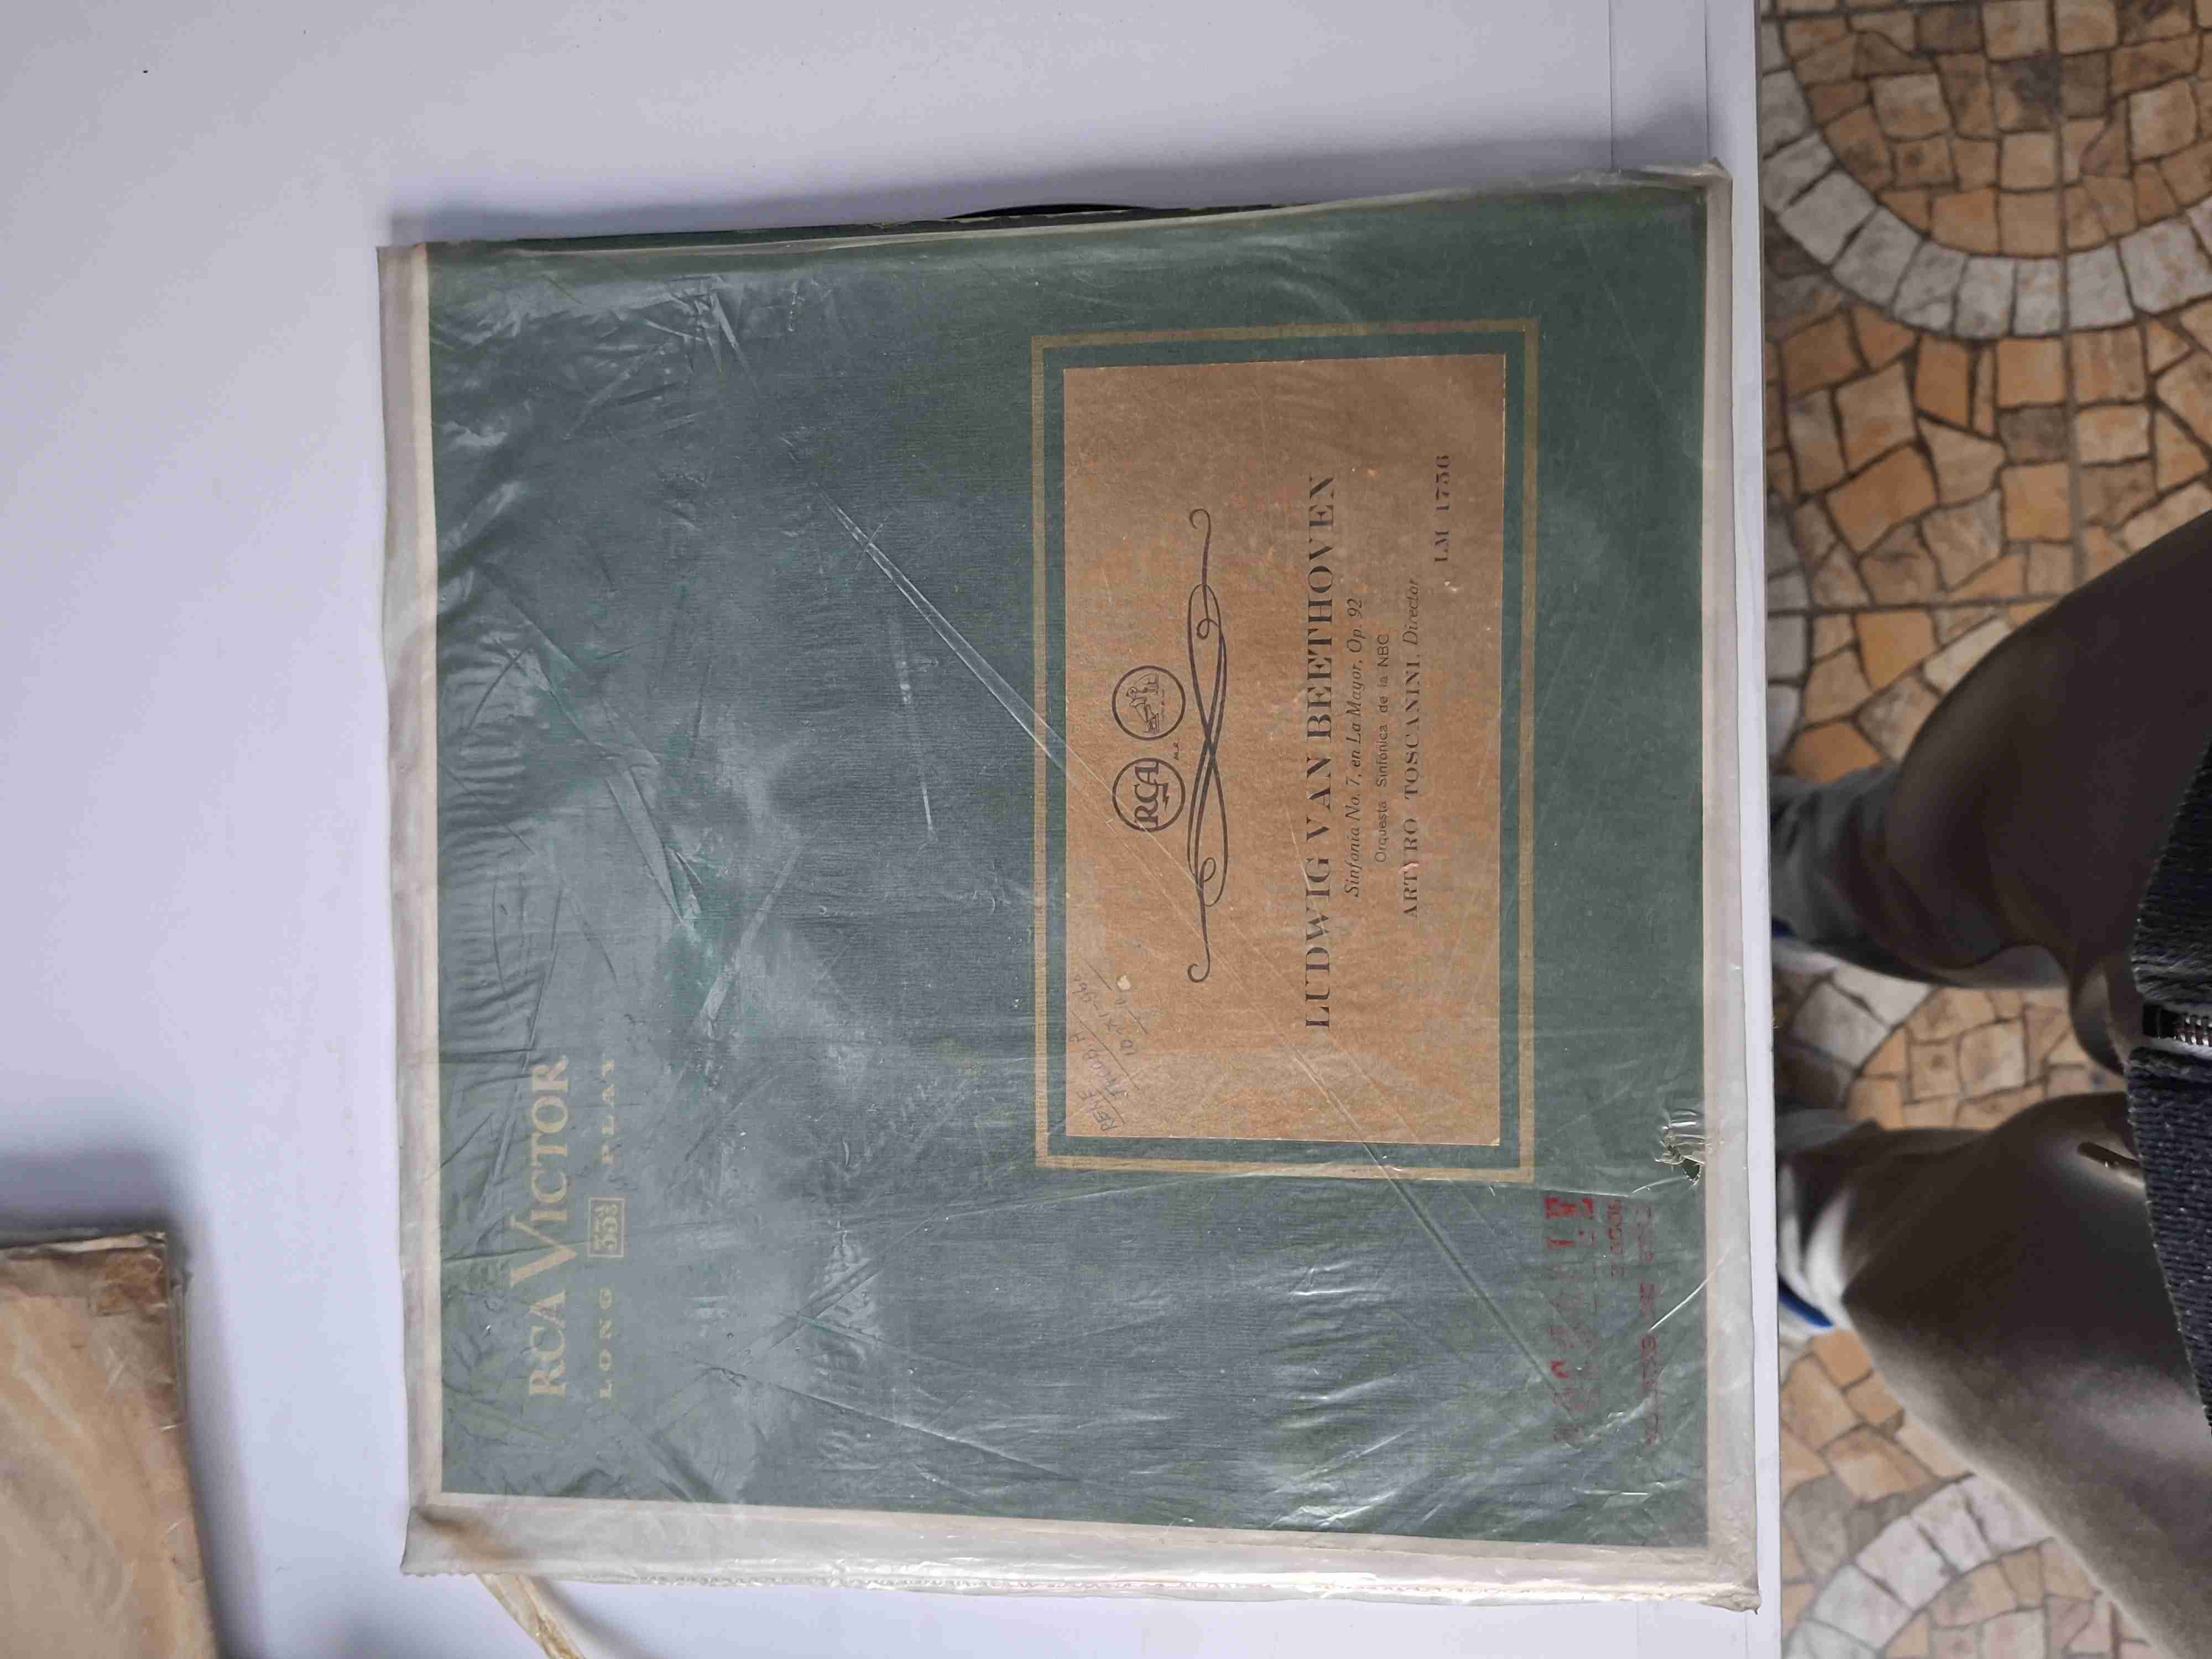 RCA VICTOR
LONG 33⅓ PLAY
RCA
LUDWIG VAN BEETHOVEN
Sinfonía No. 7, en La Mayor, Op 92
Orquesta Sinfónica de la NBC
ARTURO TOSCANINI, Director
LM 1756